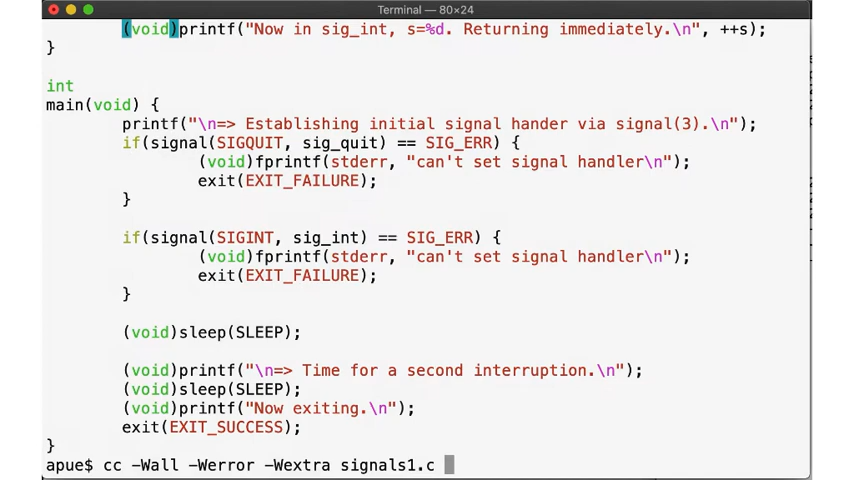 Terminal — 80×24
(void)printf("Now in sig_int, s=%d. Returning immediately.\n", ++s);
}
int
main(void) {
printf("\n=> Establishing initial signal hander via signal(3).\n");
if(signal(SIGQUIT, sig_quit) == SIG_ERR) {
(void)fprintf(stderr, "can't set signal handler\n");
exit(EXIT_FAILURE);
}
if(signal(SIGINT, sig_int) == SIG_ERR) {
(void)fprintf(stderr, "can't set signal handler\n");
exit(EXIT_FAILURE);
}
(void)sleep(SLEEP);
(void)printf("\n=> Time for a second interruption.\n");
(void)sleep(SLEEP);
(void)printf("Now exiting.\n");
exit(EXIT_SUCCESS);
}
apue$ cc -Wall -Werror -Wextra signals1.c